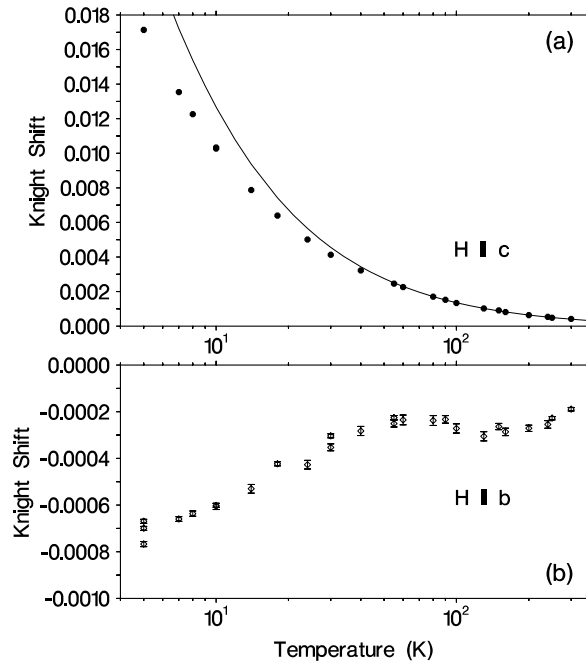 0.018
(a)
0.016
0.014
0.012
0.010
0.008
0.006
0.004
0.002
0.000
Knight Shift
H || c
10¹
10²
0.0000
-0.0002
-0.0004
-0.0006
-0.0008
-0.0010
Knight Shift
H || b
(b)
10¹
10²
Temperature (K)